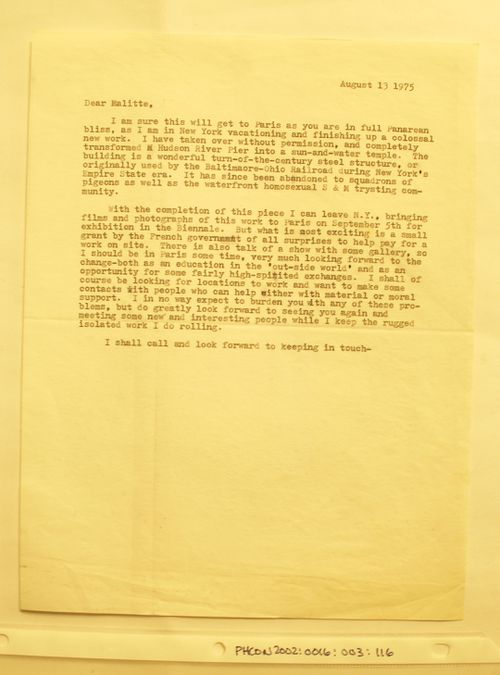 August 13 1975
Dear Malitte,
I am sure this will get to Paris as you are in full Panarean
bliss, as I am in New York vacationing and finishing up a colossal
new work. I have taken over without permission, and completely
transformed a Hudson River Pier into a sun-and-water temple. The
building is a wonderful turn-of-the-century steel structure, or
originally used by the Baltimaore-Ohio Railroad during New York's
Empire State era. It has since been abandoned to squadrons of
pigeons as well as the waterfront homosexual S & M trysting com-
munity.
With the completion of this piece I can leave N.Y., bringing
films and photographs of this work to Paris on September 5th for
exhibition in the Biennale. But what is most exciting is a small
grant by the French government of all surprises to help pay for a
work on site. There is also talk of a show with some gallery, so
I should be in Paris some time, very much looking forward to the
change-both as an education in the 'out-side world' and as an
opportunity for some fairly high-spirited exchanges. I shall of
course be looking for locations to work and want to make some
contacts with people who can help either with material or moral
support. I in no way expect to burden you with any of these pro-
blems, but do greatly look forward to seeing you again and
meeting some new and interesting people while I keep the rugged
isolated work I do rolling.
I shall call and look forward to keeping in touch-
PHCON2002:0016:003:116